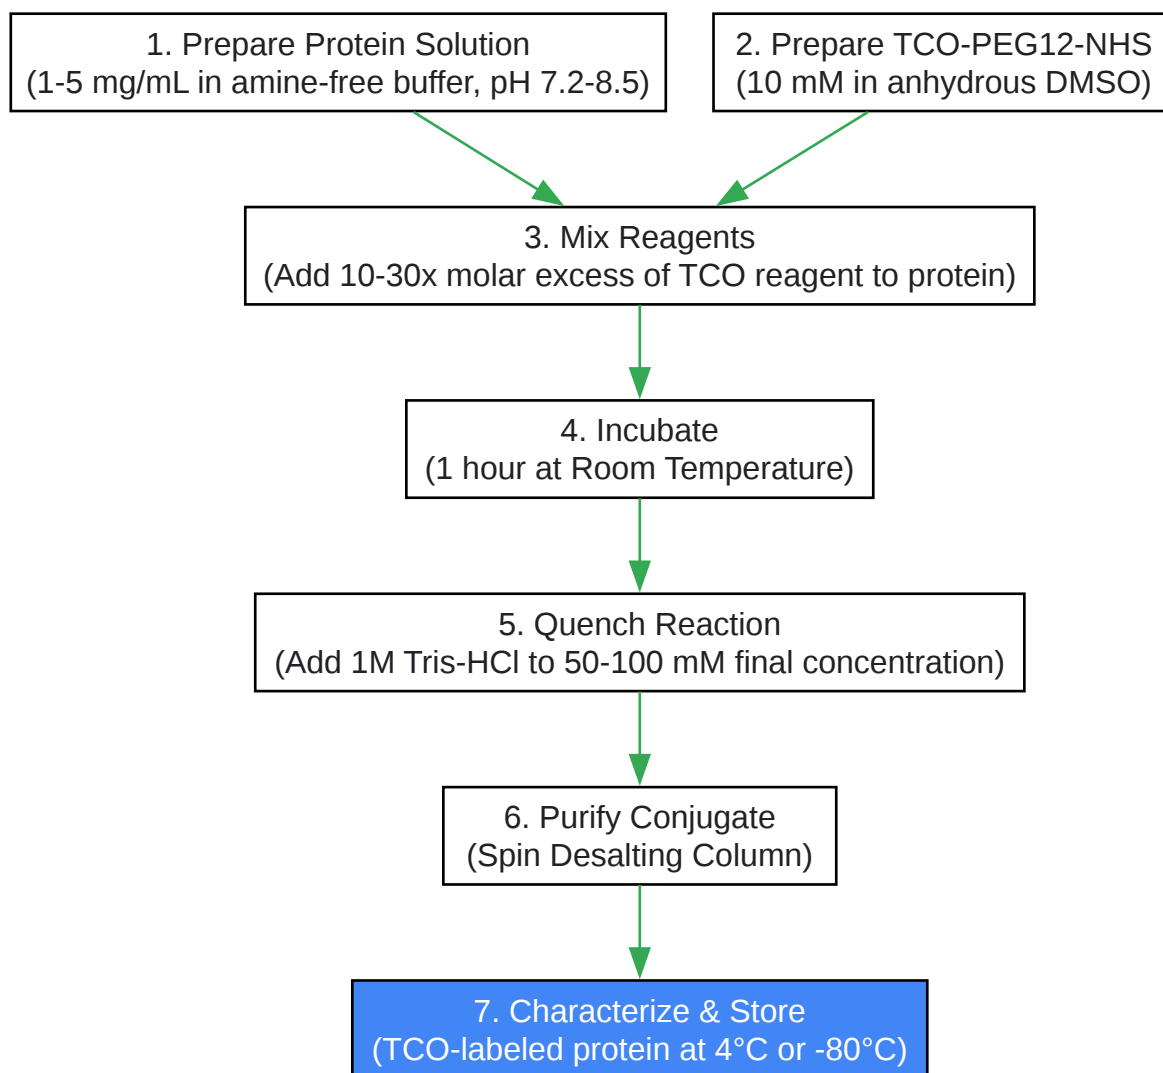 1. Prepare Protein Solution
(1-5 mg/mL in amine-free buffer, pH 7.2-8.5)
2. Prepare TCO-PEG12-NHS
(10 mM in anhydrous DMSO)
3. Mix Reagents
(Add 10-30x molar excess of TCO reagent to protein)
4. Incubate
(1 hour at Room Temperature)
5. Quench Reaction
(Add 1M Tris-HCl to 50-100 mM final concentration)
6. Purify Conjugate
(Spin Desalting Column)
7. Characterize & Store
(TCO-labeled protein at 4°C or -80°C)